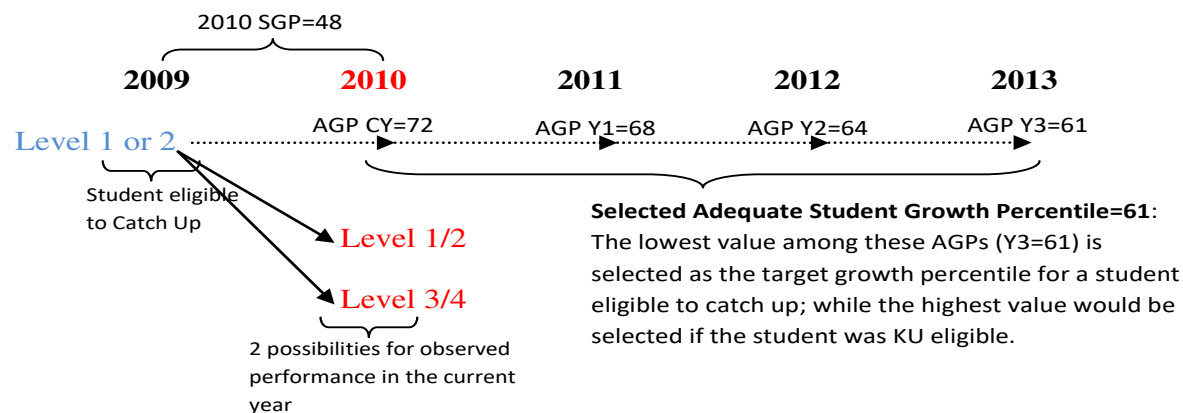 2010 SGP=48
2009 2010 2011 2012 2013
AGP CY=72 AGP Y1=68 AGP Y2=64 AGP Y3=61
Level 1 or 2
Student eligible
to Catch Up
Level 1/2
Level 3/4
2 possibilities for observed
performance in the current
year
Selected Adequate Student Growth Percentile=61:
The lowest value among these AGPs (Y3=61) is
selected as the target growth percentile for a student
eligible to catch up; while the highest value would be
selected if the student was KU eligible.